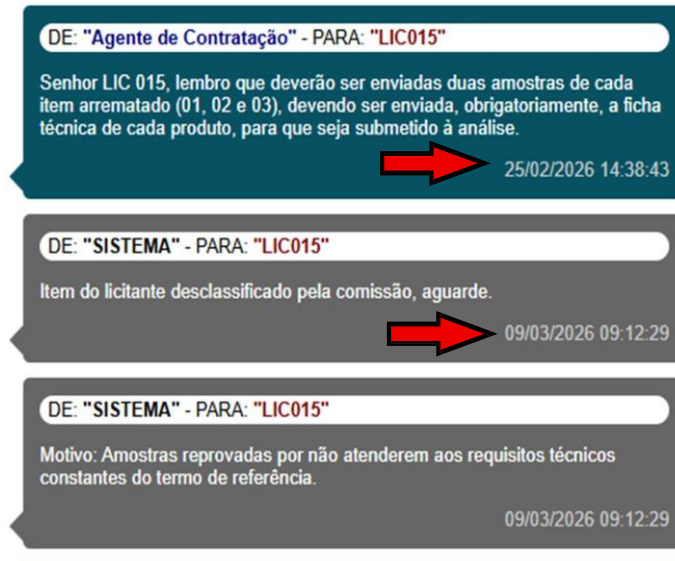 DE: "Agente de Contratação" - PARA: "LIC015"
Senhor LIC 015, lembro que deverão ser enviadas duas amostras de cada
item arrematado (01, 02 e 03), devendo ser enviada, obrigatoriamente, a ficha
técnica de cada produto, para que seja submetido à análise.
25/02/2026 14:38:43
DE: "SISTEMA" - PARA: "LIC015"
Item do licitante desclassificado pela comissão, aguarde.
09/03/2026 09:12:29
DE: "SISTEMA" - PARA: "LIC015"
Motivo: Amostras reprovadas por não atenderem aos requisitos técnicos
constantes do termo de referência.
09/03/2026 09:12:29